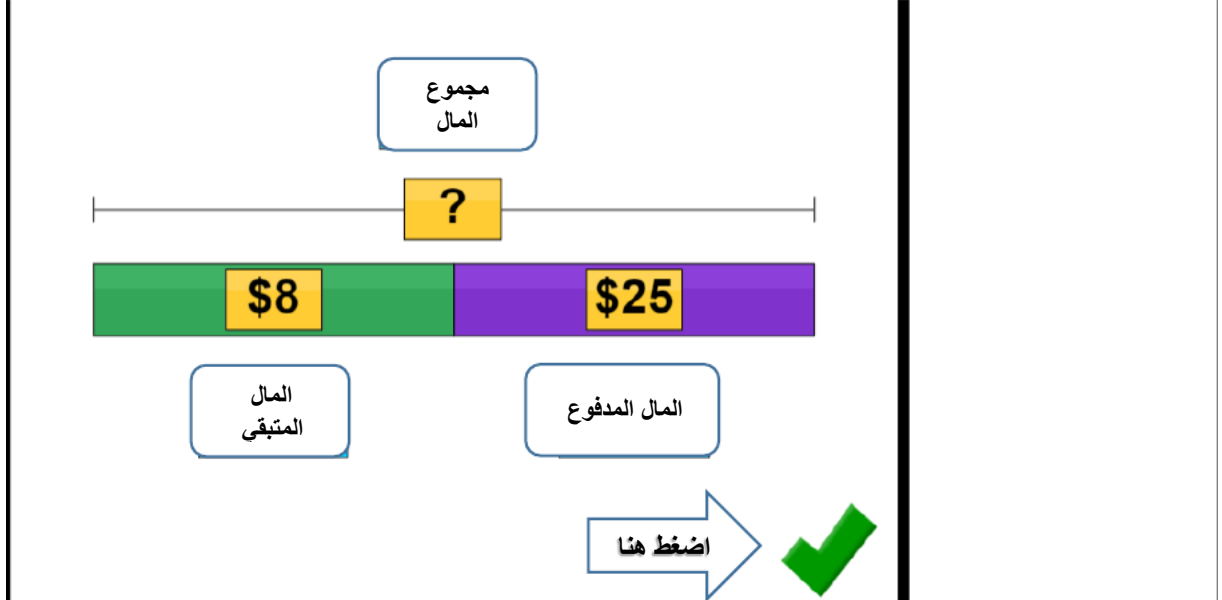 مجموع
المال
?
$8
$25
المال
المتبقي
المال المدفوع
اضغط هنا